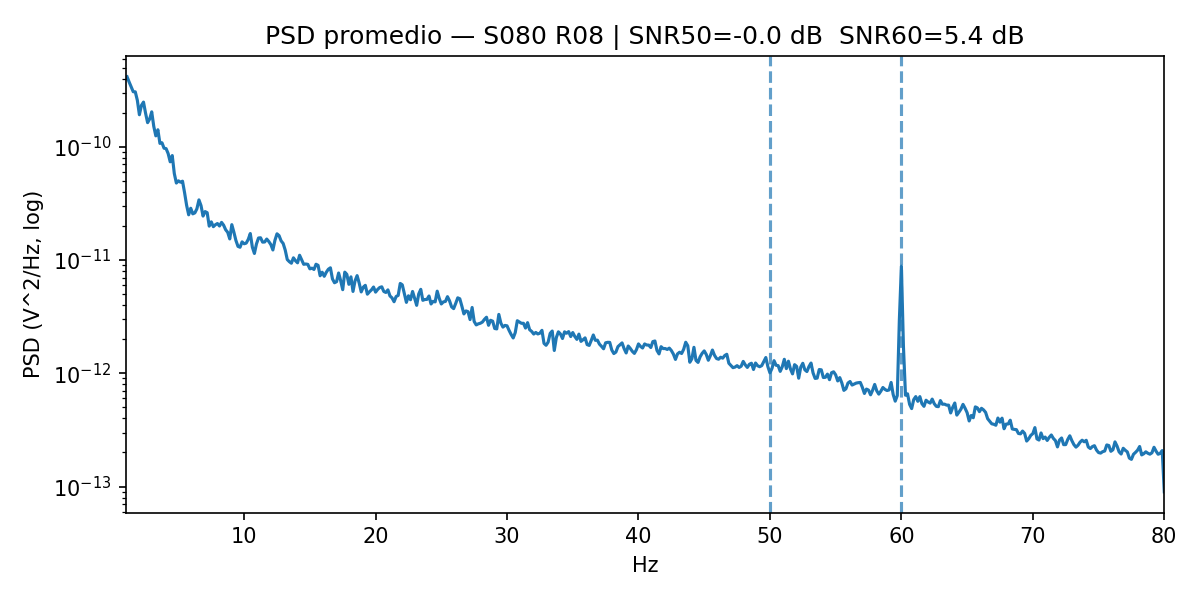 PSD promedio — S080 R08 | SNR50=-0.0 dB  SNR60=5.4 dB
PSD (V^2/Hz, log)
10⁻¹⁰
10⁻¹¹
10⁻¹²
10⁻¹³
10 20 30 40 50 60 70 80
Hz